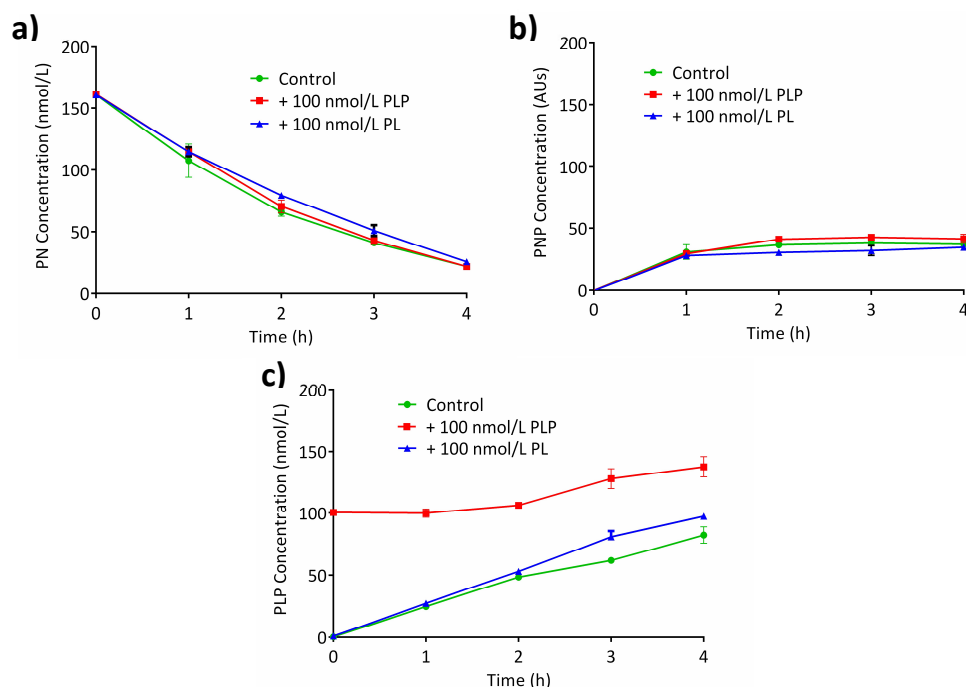 a)
200
150
100
50
0
PN Concentration (nmol/L)
Control
+ 100 nmol/L PLP
+ 100 nmol/L PL
0 1 2 3 4
Time (h)
b)
200
150
100
50
0
PNP Concentration (AUs)
Control
+ 100 nmol/L PLP
+ 100 nmol/L PL
0 1 2 3 4
Time (h)
c)
200
150
100
50
0
PLP Concentration (nmol/L)
Control
+ 100 nmol/L PLP
+ 100 nmol/L PL
0 1 2 3 4
Time (h)